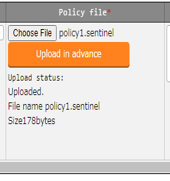 Policy file*
Choose File policy1.sentinel
Upload in advance
Upload status:
Uploaded.
File name policy1.sentinel
Size178bytes